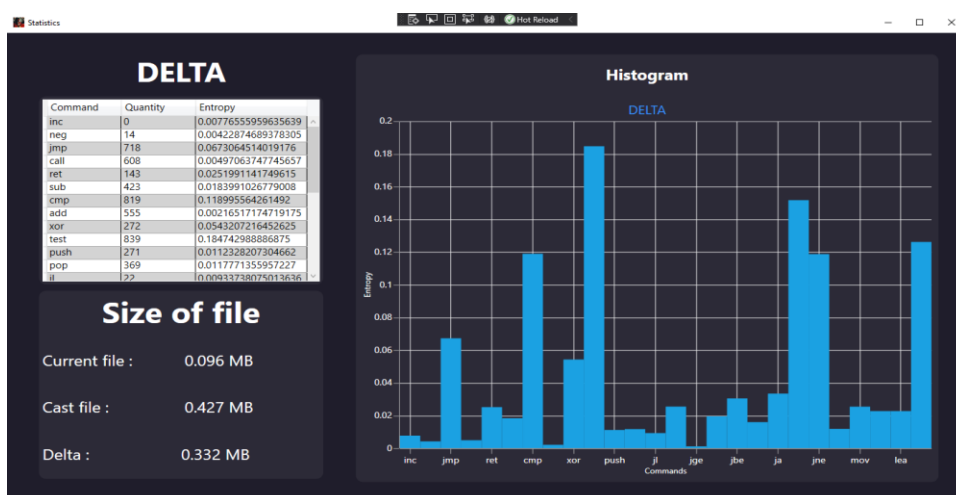 Statistics
Hot Reload
DELTA
Command Quantity Entropy
inc 0 0.00776555959635639
neg 14 0.00422874689378305
jmp 718 0.0673064514019176
call 608 0.00497063747745657
ret 143 0.0251991141749615
sub 423 0.0183991026779008
cmp 819 0.118995564261492
add 555 0.00216517174719175
xor 272 0.0543207216452625
test 839 0.184742988886875
push 271 0.0112328207304662
pop 369 0.0117771355957227
jl 22 0.00933738075013636
Size of file
Current file : 0.096 MB
Cast file : 0.427 MB
Delta : 0.332 MB
Histogram
DELTA
0.2
0.18
0.16
0.14
0.12
0.1
0.08
0.06
0.04
0.02
0
Entropy
inc jmp ret cmp xor push jl jge jbe ja jne mov lea
Commands